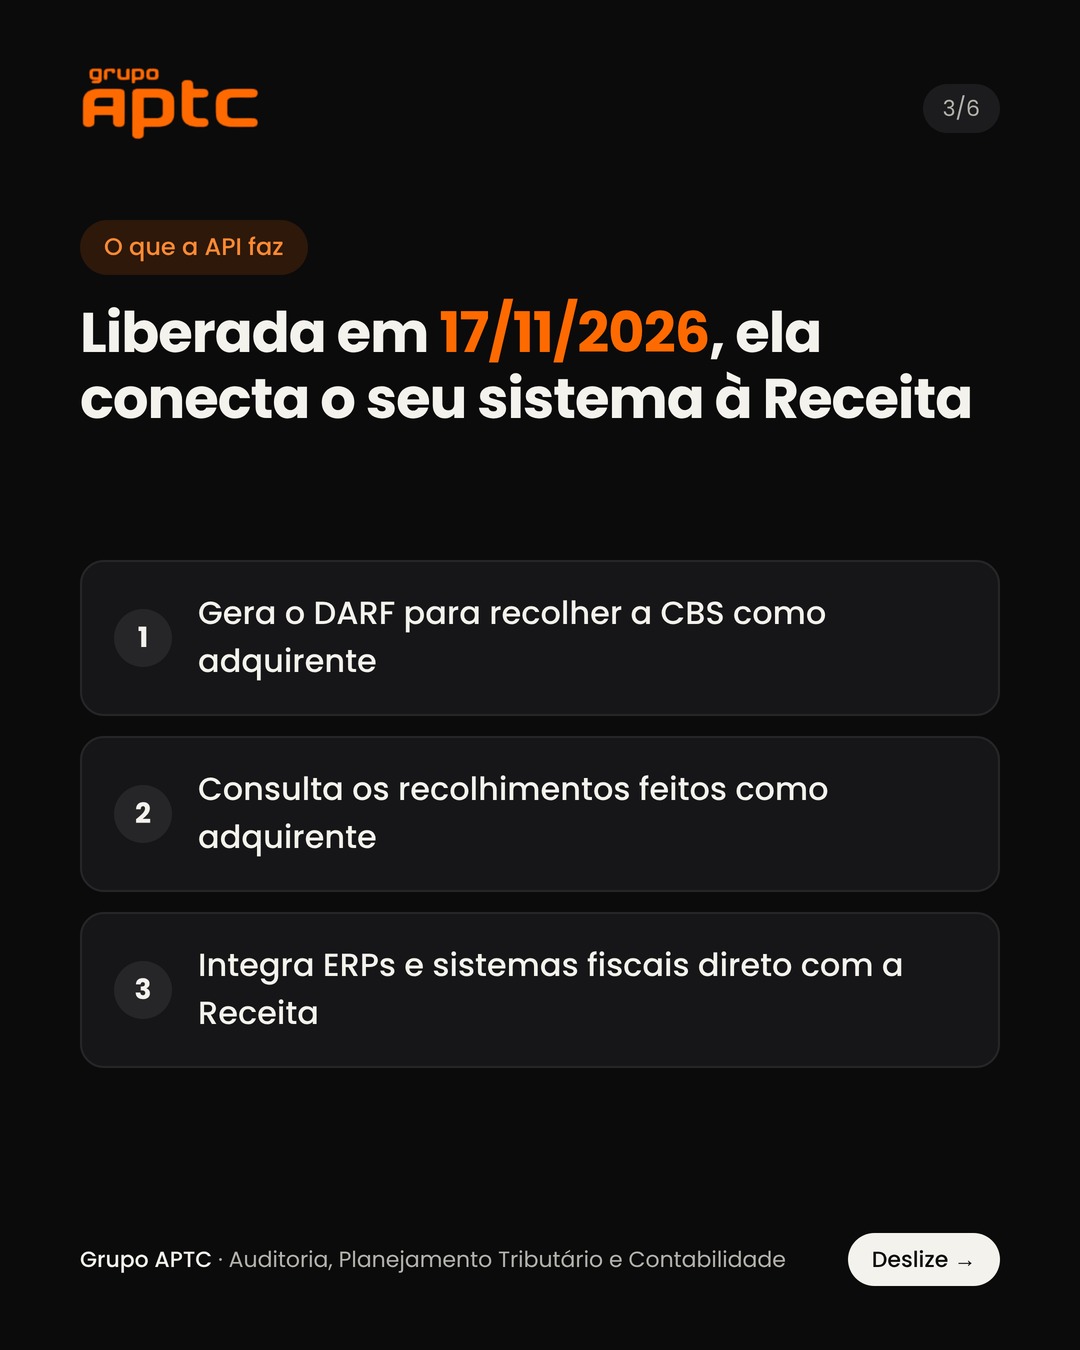 grupo
aptc
3/6
O que a API faz
Liberada em 17/11/2026, ela
conecta o seu sistema à Receita
1
Gera o DARF para recolher a CBS como
adquirente
2
Consulta os recolhimentos feitos como
adquirente
3
Integra ERPs e sistemas fiscais direto com a
Receita
Grupo APTC · Auditoria, Planejamento Tributário e Contabilidade
Deslize →